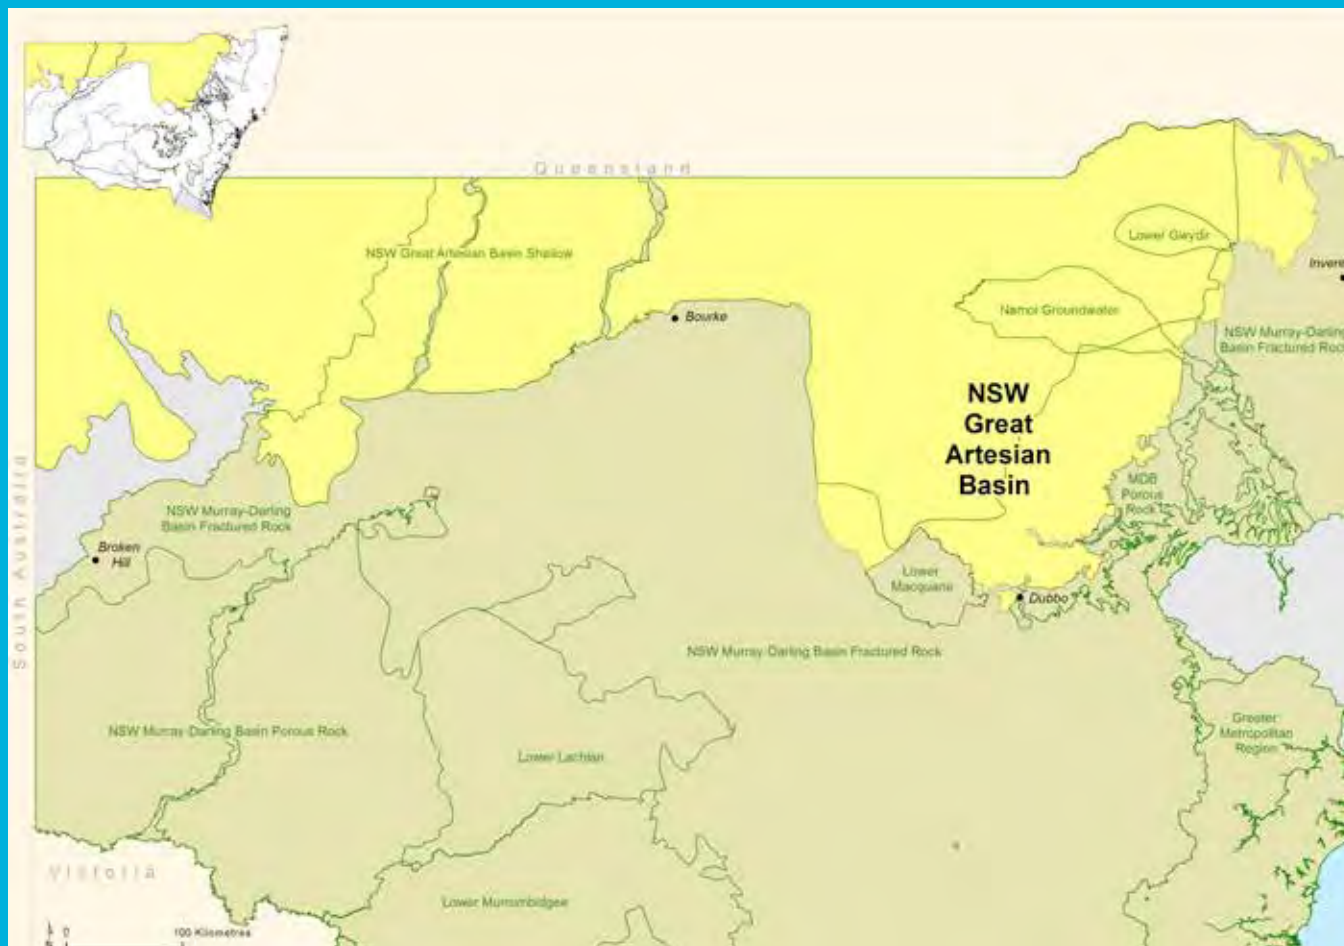 Queensland
NSW Great Artesian Basin Shallow
Lower Gwydir
Namoi Groundwater
Bourke
NSW Murray-Darling
Basin Fractured Rock
NSW
Great
Artesian
Basin
South Australia
NSW Murray-Darling
Basin Fractured Rock
MDB
Porous
Rock
Broken
Hill
Lower
Macquarie
Dubbo
NSW Murray-Darling Basin Fractured Rock
NSW Murray-Darling Basin Porous Rock
Greater
Metropolitan
Region
Lower Lachlan
Victoria
Lower Murrumbidgee
0 100 Kilometres